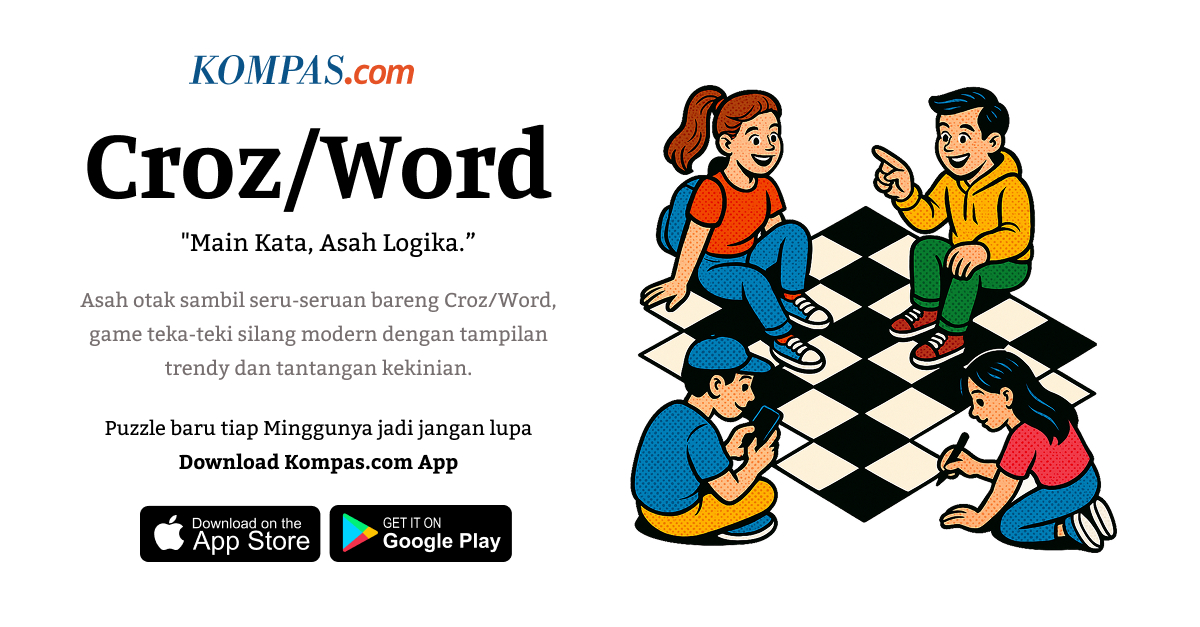 KOMPAS.com
Croz/Word
"Main Kata, Asah Logika.”
Asah otak sambil seru-seruan bareng Croz/Word,
game teka-teki silang modern dengan tampilan
trendy dan tantangan kekinian.
Puzzle baru tiap Minggunya jadi jangan lupa
Download Kompas.com App
Download on the
App Store
GET IT ON
Google Play